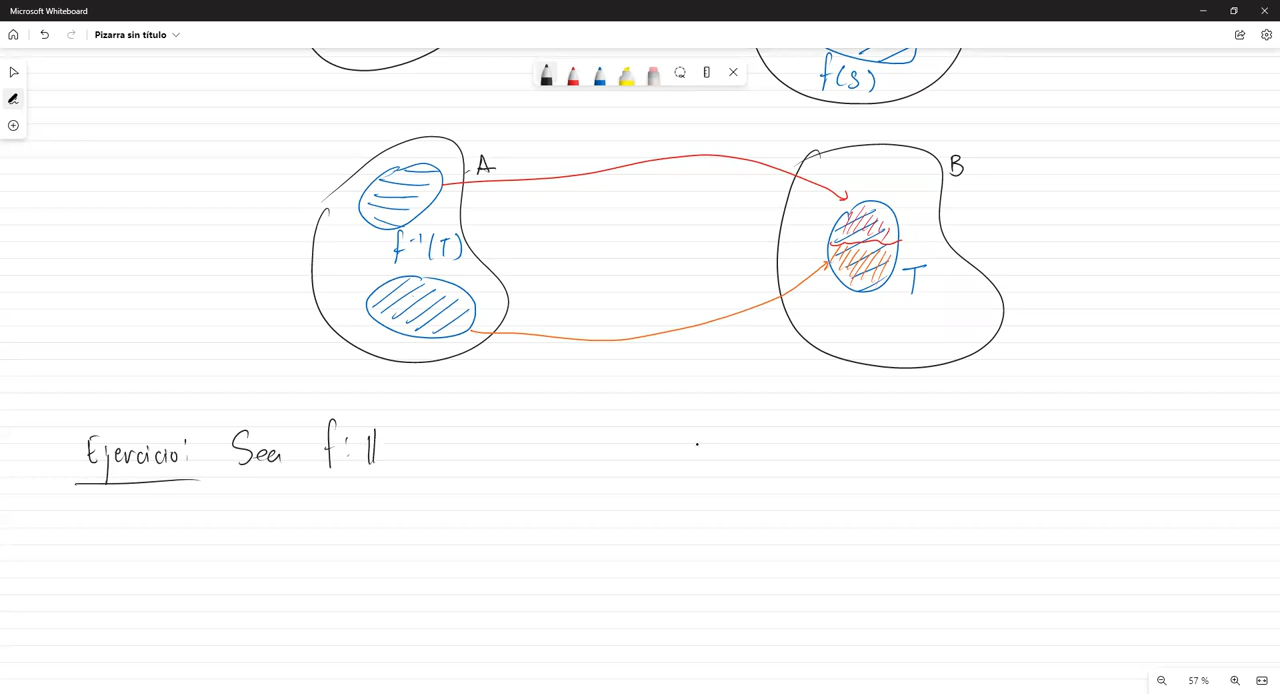 Microsoft Whiteboard
Pizarra sin título
f(S)
A
B
f⁻¹(T)
T
Ejercicio: Sea f:
57 %